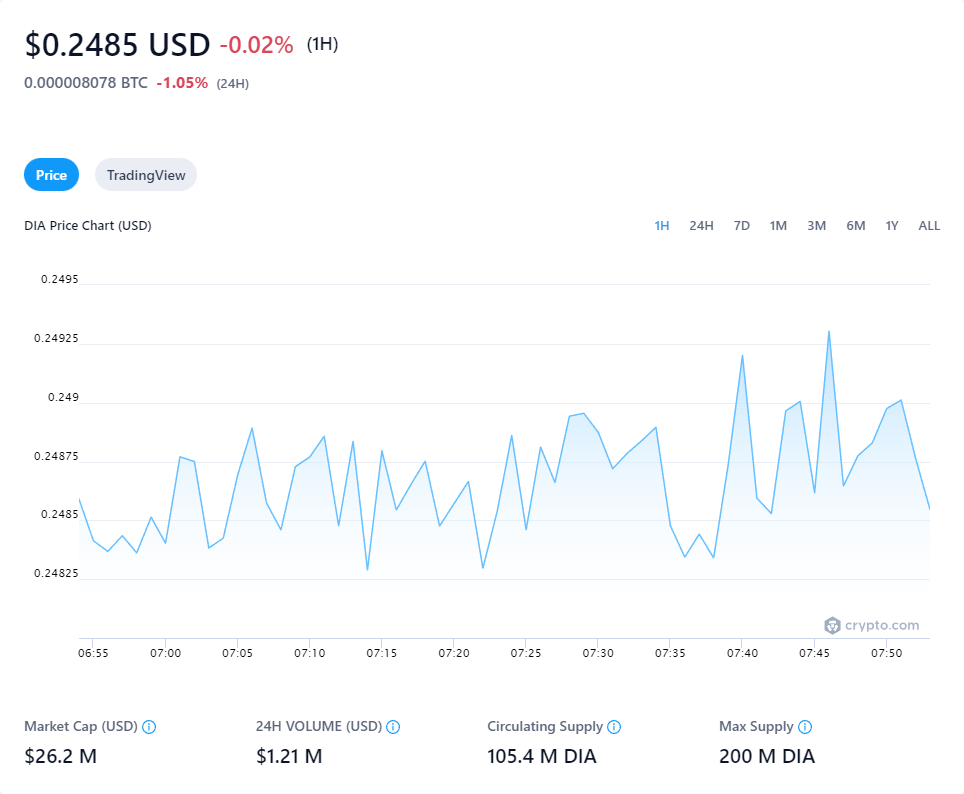 $0.2485 USD -0.02% (1H)
0.000008078 BTC -1.05% (24H)
Price TradingView
DIA Price Chart (USD) 1H 24H 7D 1M 3M 6M 1Y ALL
0.2495
0.24925
0.249
0.24875
0.2485
0.24825
crypto.com
06:55 07:00 07:05 07:10 07:15 07:20 07:25 07:30 07:35 07:40 07:45 07:50
Market Cap (USD) 24H VOLUME (USD) Circulating Supply Max Supply
$26.2 M $1.21 M 105.4 M DIA 200 M DIA